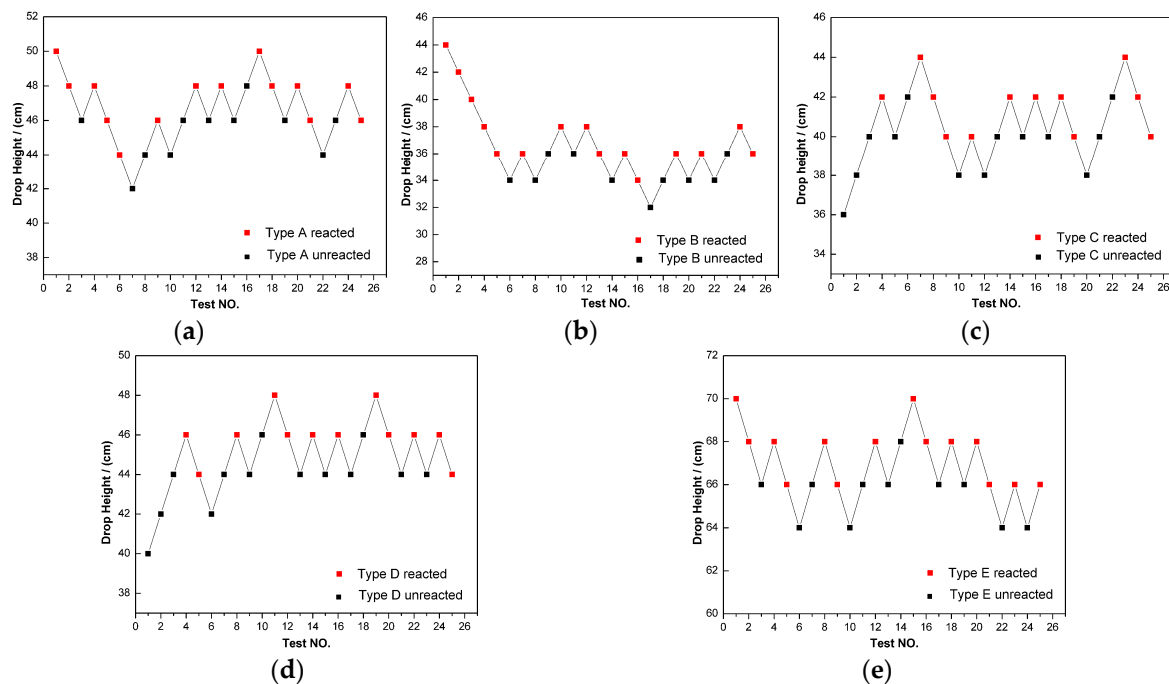 52
50
48
46
44
42
40
38
Drop Height / (cm)
Type A reacted
Type A unreacted
0 2 4 6 8 10 12 14 16 18 20 22 24 26
Test NO.
(a)
46
44
42
40
38
36
34
32
30
28
26
Drop Height / (cm)
Type B reacted
Type B unreacted
0 2 4 6 8 10 12 14 16 18 20 22 24 26
Test NO.
(b)
46
44
42
40
38
36
34
Drop height / (cm)
Type C reacted
Type C unreacted
0 2 4 6 8 10 12 14 16 18 20 22 24 26
Test NO.
(c)
50
48
46
44
42
40
38
Drop Height / (cm)
Type D reacted
Type D unreacted
0 2 4 6 8 10 12 14 16 18 20 22 24 26
Test NO.
(d)
72
70
68
66
64
62
60
Drop Height / (cm)
Type E reacted
Type E unreacted
0 2 4 6 8 10 12 14 16 18 20 22 24 26
Test NO.
(e)